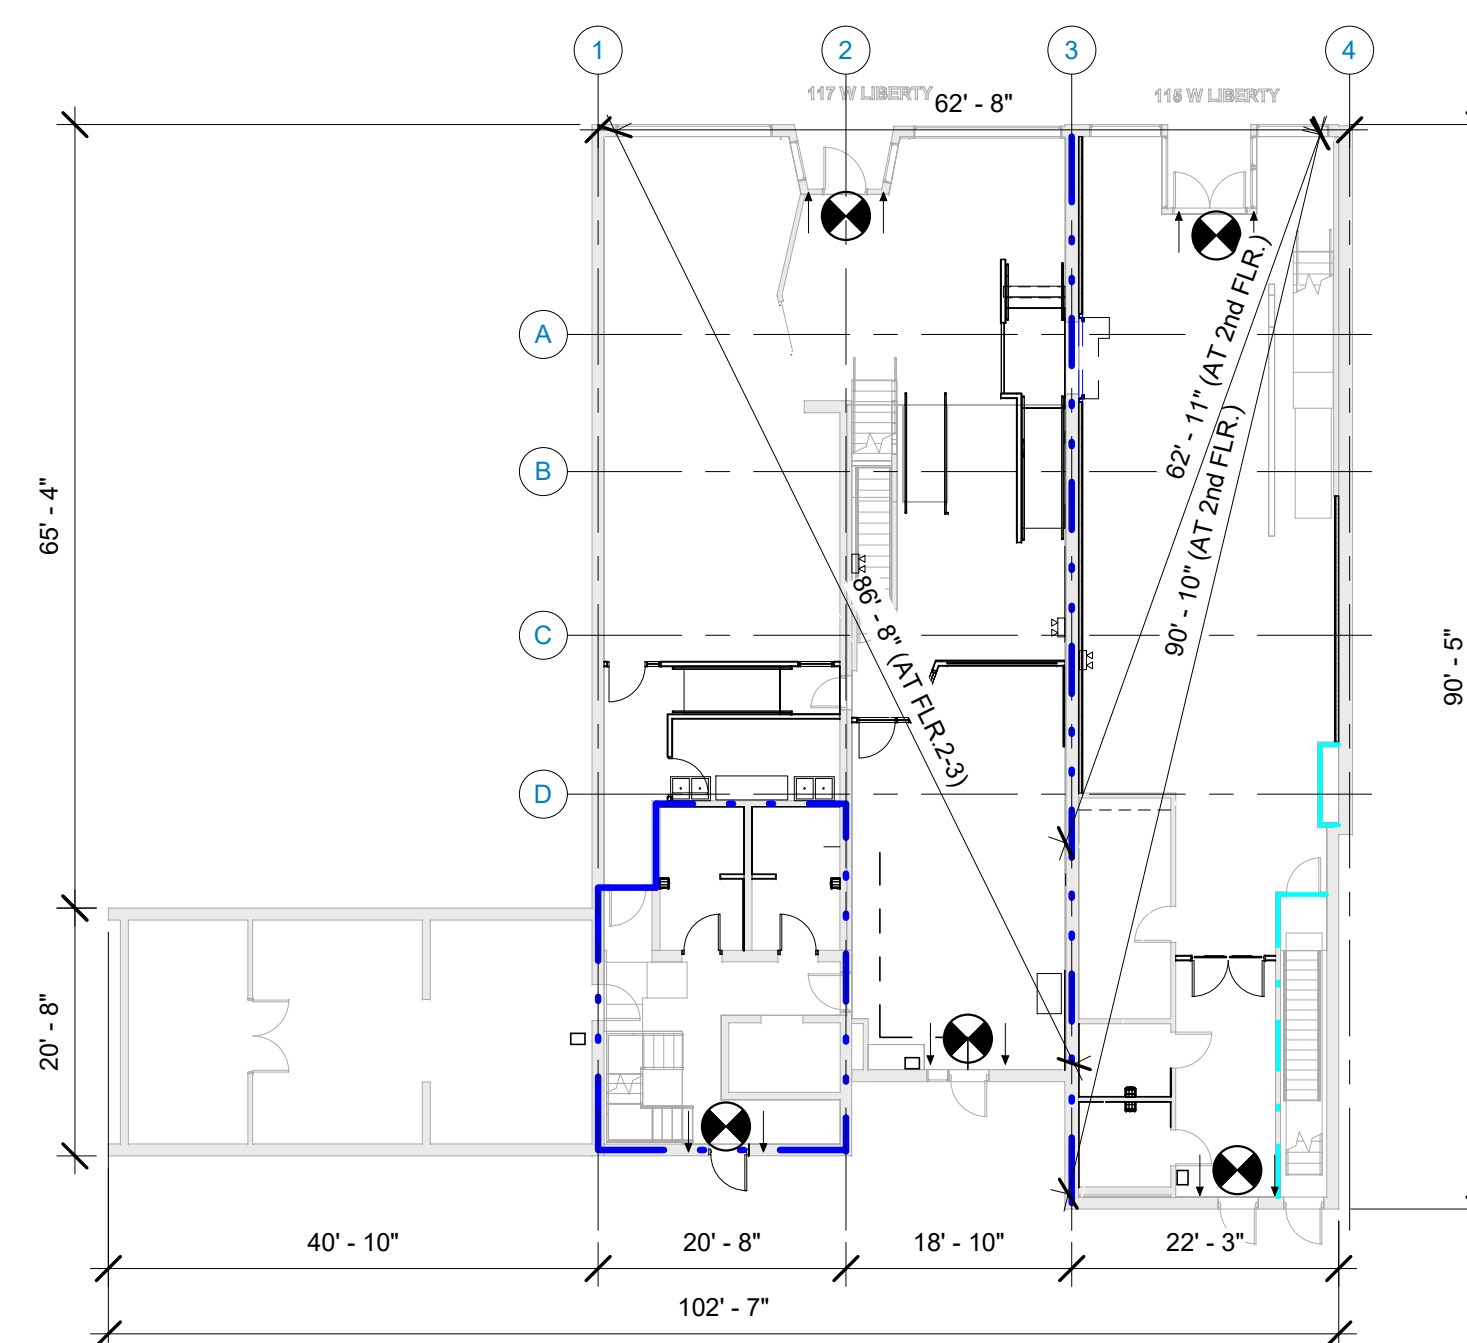 1
2
3
4
117 W LIBERTY
62' - 8"
115 W LIBERTY
A
B
C
D
65' - 4"
20' - 8"
62' - 11" (AT 2nd FLR.)
90' - 10" (AT 2nd FLR.)
86' - 8" (AT FLR.2-3)
90' - 5"
40' - 10"
20' - 8"
18' - 10"
22' - 3"
102' - 7"